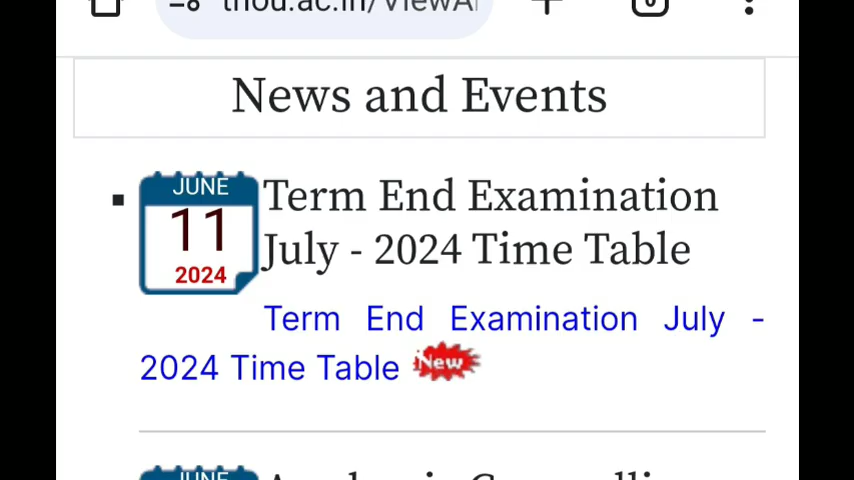 News and Events
JUNE
11
2024
Term End Examination
July - 2024 Time Table
Term End Examination July -
2024 Time Table New
JUNE